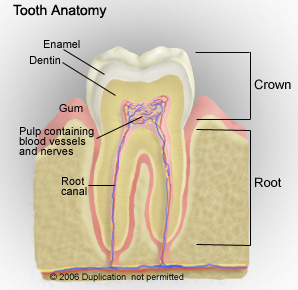 Tooth Anatomy
Enamel
Dentin
Crown
Gum
Pulp containing
blood vessels
and nerves
Root
canal
Root
© 2006 Duplication not permitted